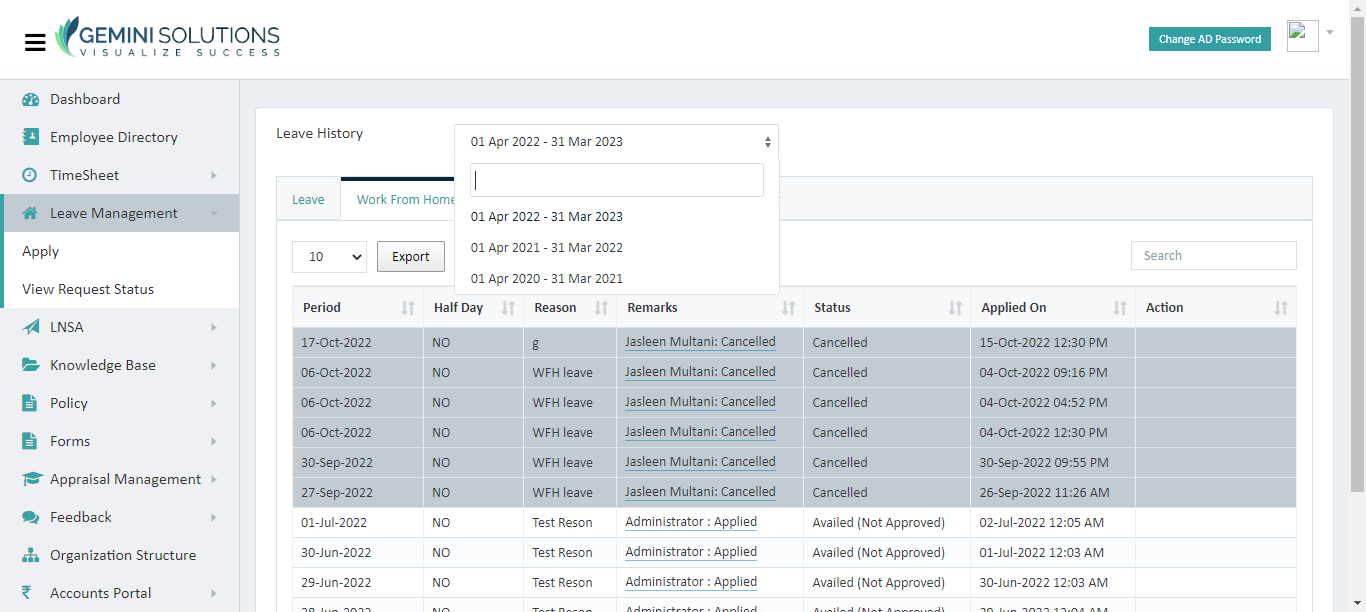 GEMINI SOLUTIONS
VISUALIZE SUCCESS
Change AD Password
Dashboard
Employee Directory
TimeSheet
Leave Management
Apply
View Request Status
LNSA
Knowledge Base
Policy
Forms
Appraisal Management
Feedback
Organization Structure
Accounts Portal
Leave History
01 Apr 2022 - 31 Mar 2023
01 Apr 2022 - 31 Mar 2023
01 Apr 2021 - 31 Mar 2022
01 Apr 2020 - 31 Mar 2021
Leave Work From Home
10 Export Search
Period Half Day Reason Remarks Status Applied On Action
17-Oct-2022 NO g Jasleen Multani: Cancelled Cancelled 15-Oct-2022 12:30 PM
06-Oct-2022 NO WFH leave Jasleen Multani: Cancelled Cancelled 04-Oct-2022 09:16 PM
06-Oct-2022 NO WFH leave Jasleen Multani: Cancelled Cancelled 04-Oct-2022 04:52 PM
06-Oct-2022 NO WFH leave Jasleen Multani: Cancelled Cancelled 04-Oct-2022 12:30 PM
30-Sep-2022 NO WFH leave Jasleen Multani: Cancelled Cancelled 30-Sep-2022 09:55 PM
27-Sep-2022 NO WFH leave Jasleen Multani: Cancelled Cancelled 26-Sep-2022 11:26 AM
01-Jul-2022 NO Test Reson Administrator : Applied Availed (Not Approved) 02-Jul-2022 12:05 AM
30-Jun-2022 NO Test Reson Administrator : Applied Availed (Not Approved) 01-Jul-2022 12:03 AM
29-Jun-2022 NO Test Reson Administrator : Applied Availed (Not Approved) 30-Jun-2022 12:03 AM
28-Jun-2022 NO Test Reson Administrator : Applied Availed (Not Approved) 29-Jun-2022 12:04 AM